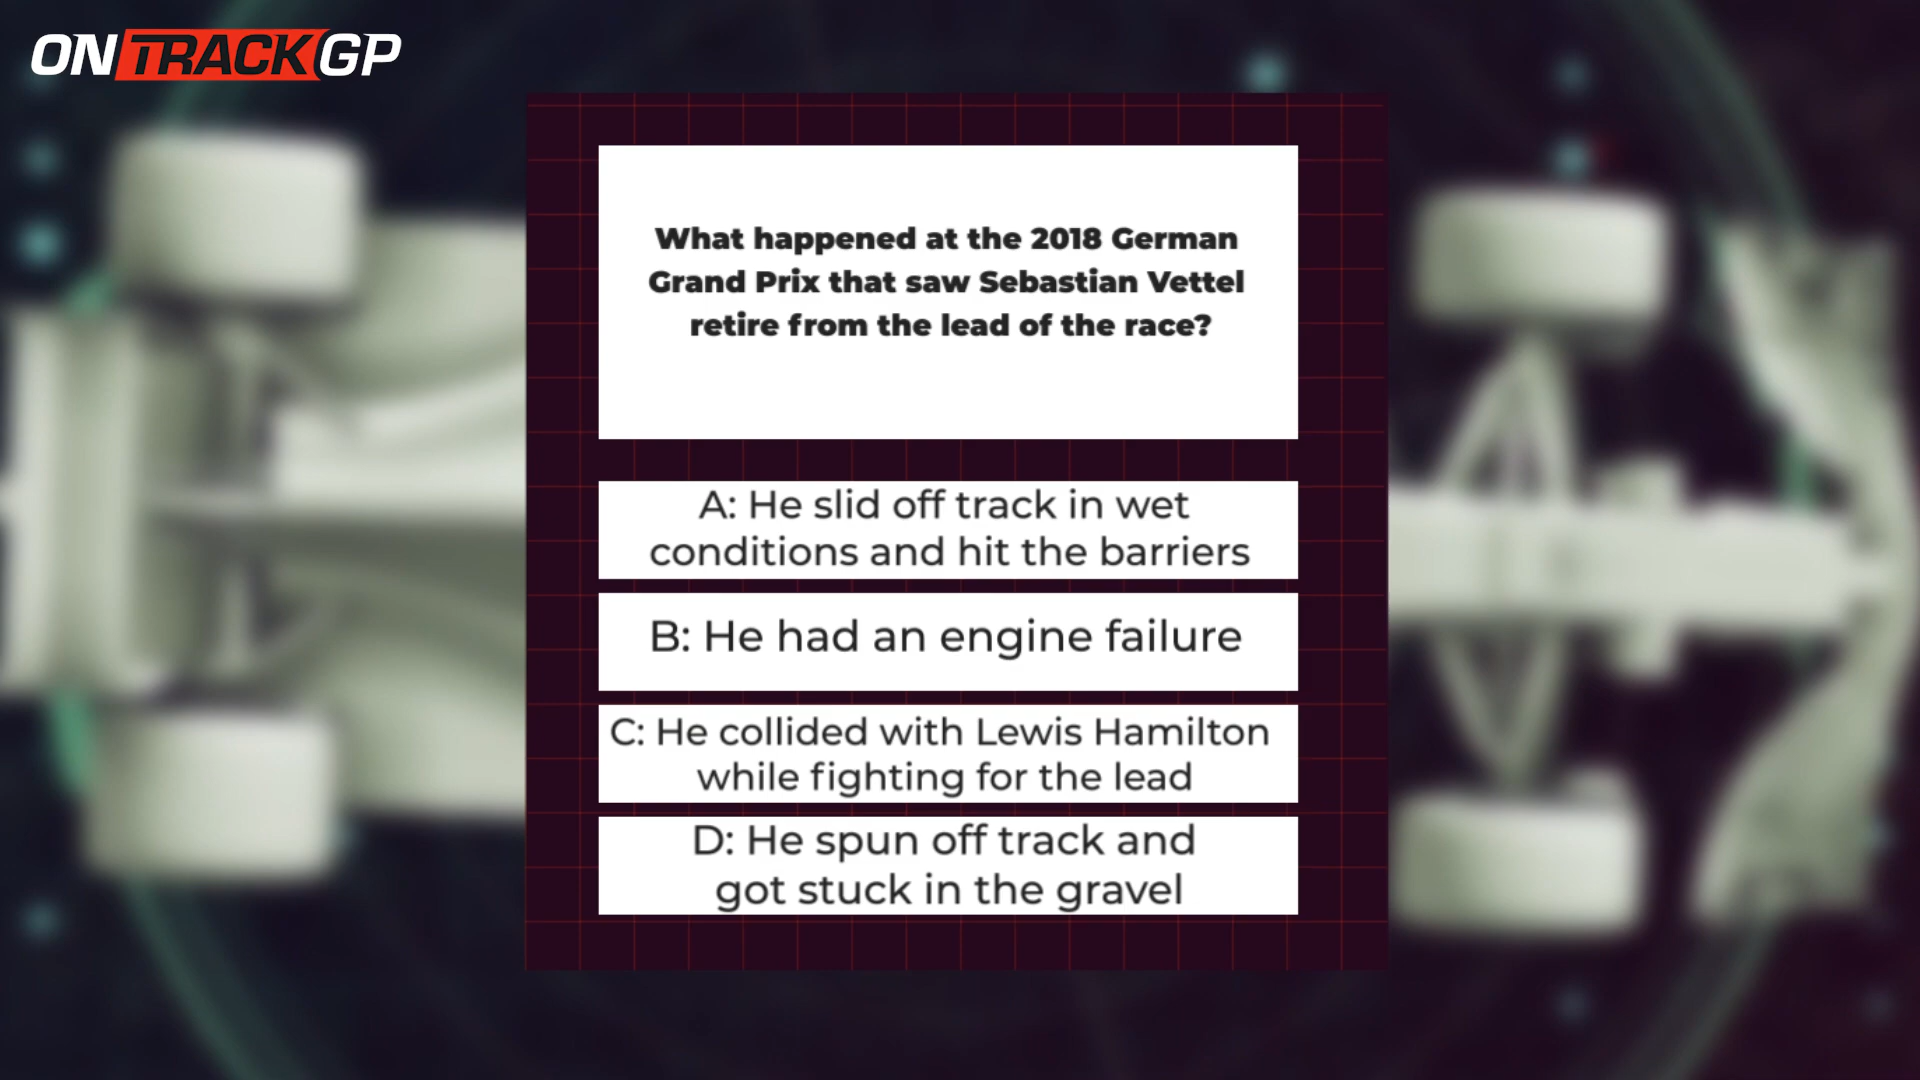 ONTRACKGP
What happened at the 2018 German
Grand Prix that saw Sebastian Vettel
retire from the lead of the race?
A: He slid off track in wet
conditions and hit the barriers
B: He had an engine failure
C: He collided with Lewis Hamilton
while fighting for the lead
D: He spun off track and
got stuck in the gravel